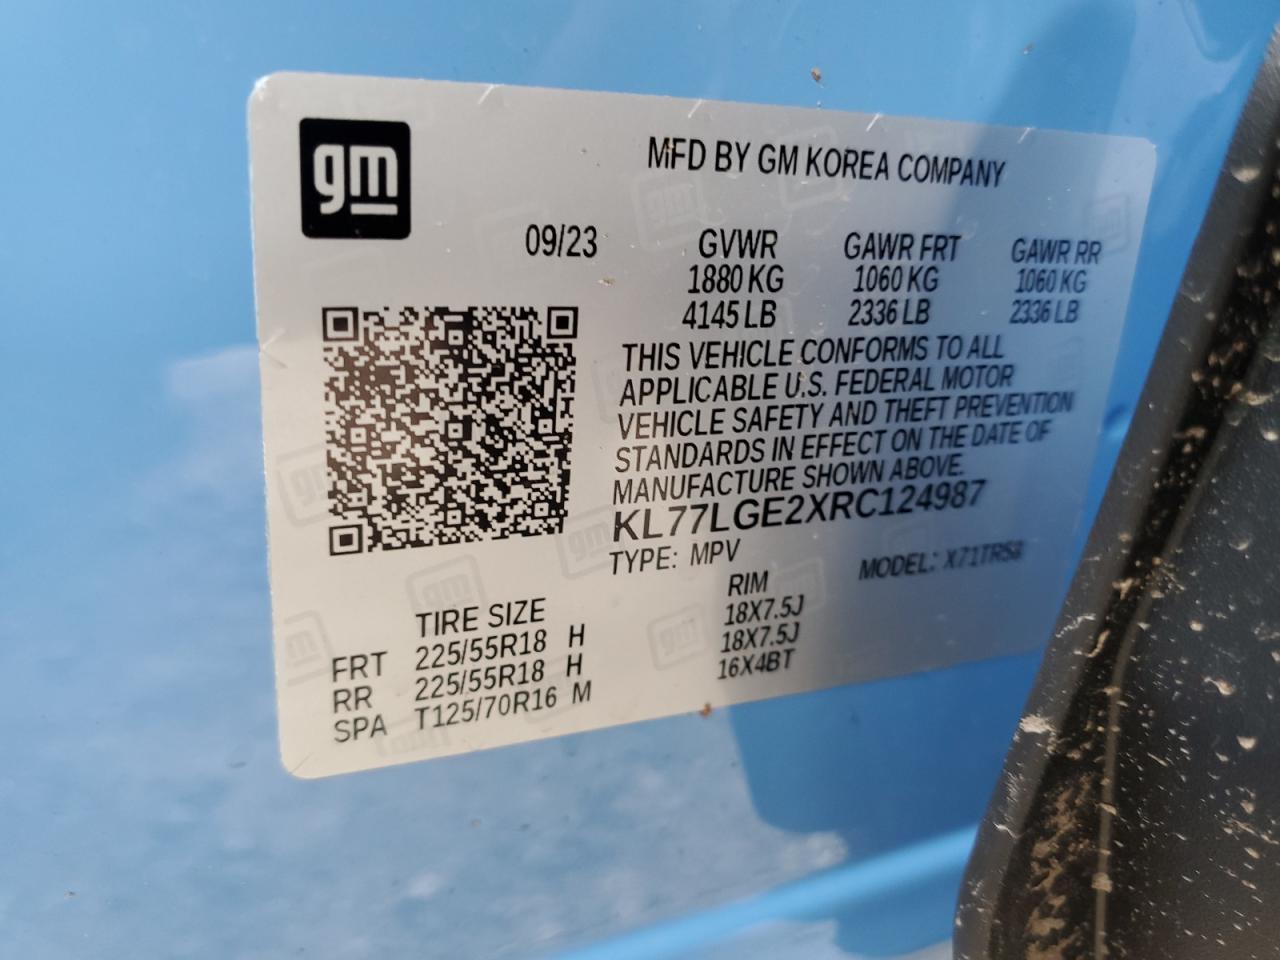 gm
MFD BY GM KOREA COMPANY
09/23 GVWR GAWR FRT GAWR RR
1880 KG 1060 KG 1060 KG
4145 LB 2336 LB 2336 LB
THIS VEHICLE CONFORMS TO ALL
APPLICABLE U.S. FEDERAL MOTOR
VEHICLE SAFETY AND THEFT PREVENTION
STANDARDS IN EFFECT ON THE DATE OF
MANUFACTURE SHOWN ABOVE.
KL77LGE2XRC124987
TYPE: MPV MODEL:
TIRE SIZE RIM
FRT 225/55R18 H 18X7.5J
RR 225/55R18 H 18X7.5J
SPA T125/70R16 M 16X4BT